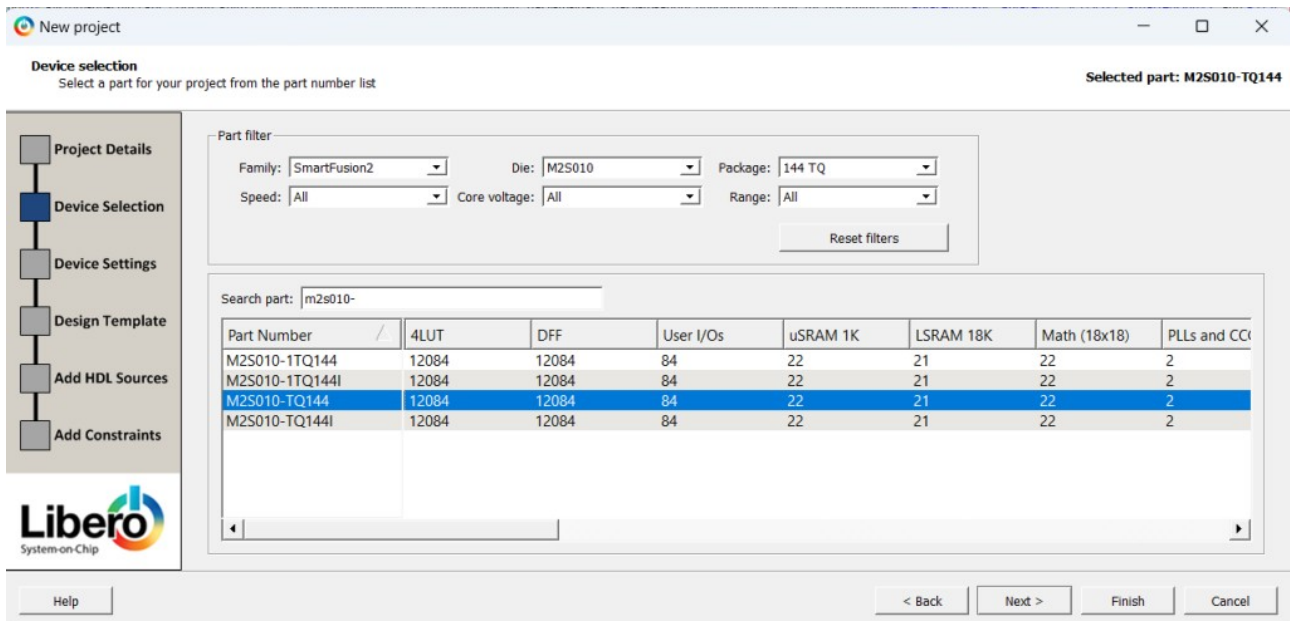 New project
Device selection
Select a part for your project from the part number list
Selected part: M2S010-TQ144
Project Details
Device Selection
Device Settings
Design Template
Add HDL Sources
Add Constraints
Libero
System-on-Chip
Part filter
Family: SmartFusion2 Die: M2S010 Package: 144 TQ
Speed: All Core voltage: All Range: All
Reset filters
Search part: m2s010-
Part Number 4LUT DFF User I/Os uSRAM 1K LSRAM 18K Math (18x18) PLLs and CC
M2S010-1TQ144 12084 12084 84 22 21 22 2
M2S010-1TQ144I 12084 12084 84 22 21 22 2
M2S010-TQ144 12084 12084 84 22 21 22 2
M2S010-TQ144I 12084 12084 84 22 21 22 2
Help < Back Next > Finish Cancel